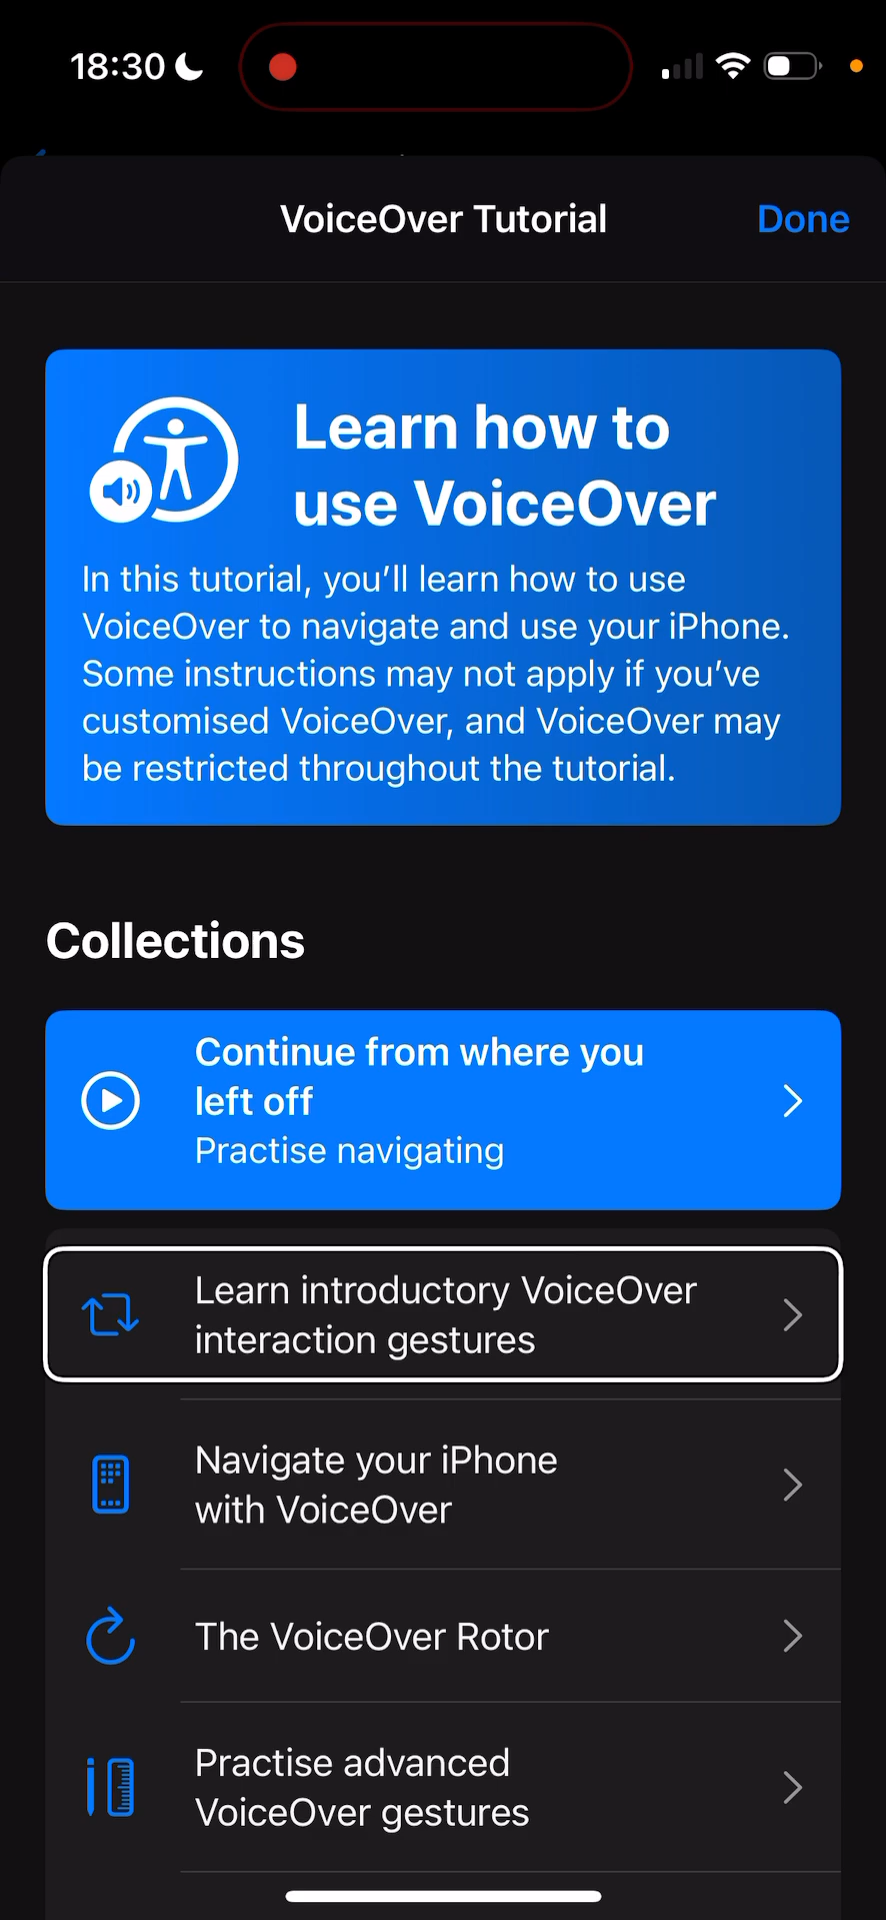 18:30
VoiceOver Tutorial
Done
Learn how to
use VoiceOver
In this tutorial, you’ll learn how to use
VoiceOver to navigate and use your iPhone.
Some instructions may not apply if you’ve
customised VoiceOver, and VoiceOver may
be restricted throughout the tutorial.
Collections
Continue from where you
left off
Practise navigating
Learn introductory VoiceOver
interaction gestures
Navigate your iPhone
with VoiceOver
The VoiceOver Rotor
Practise advanced
VoiceOver gestures